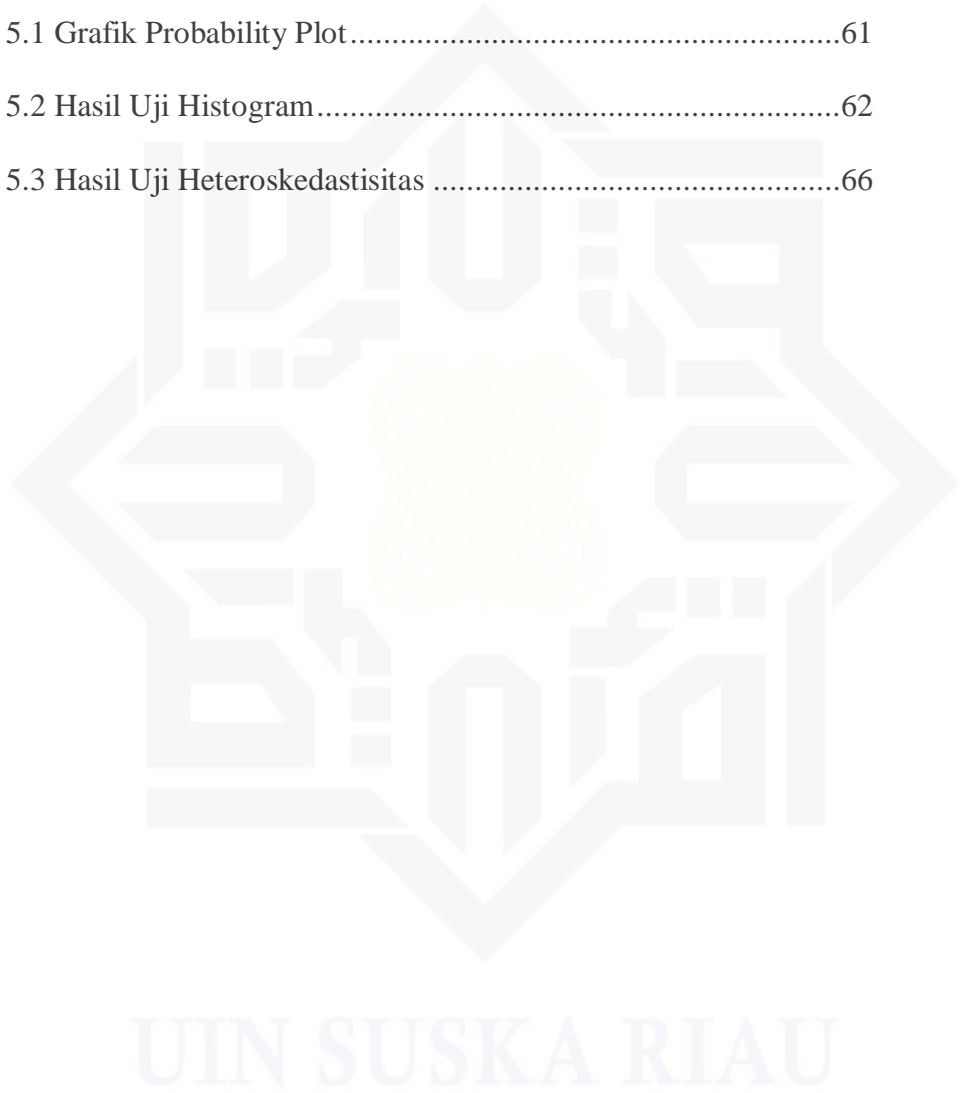 5.1 Grafik Probability Plot.....................................................61
5.2 Hasil Uji Histogram.........................................................62
5.3 Hasil Uji Heteroskedastisitas ............................................66
UIN SUSKA RIAU